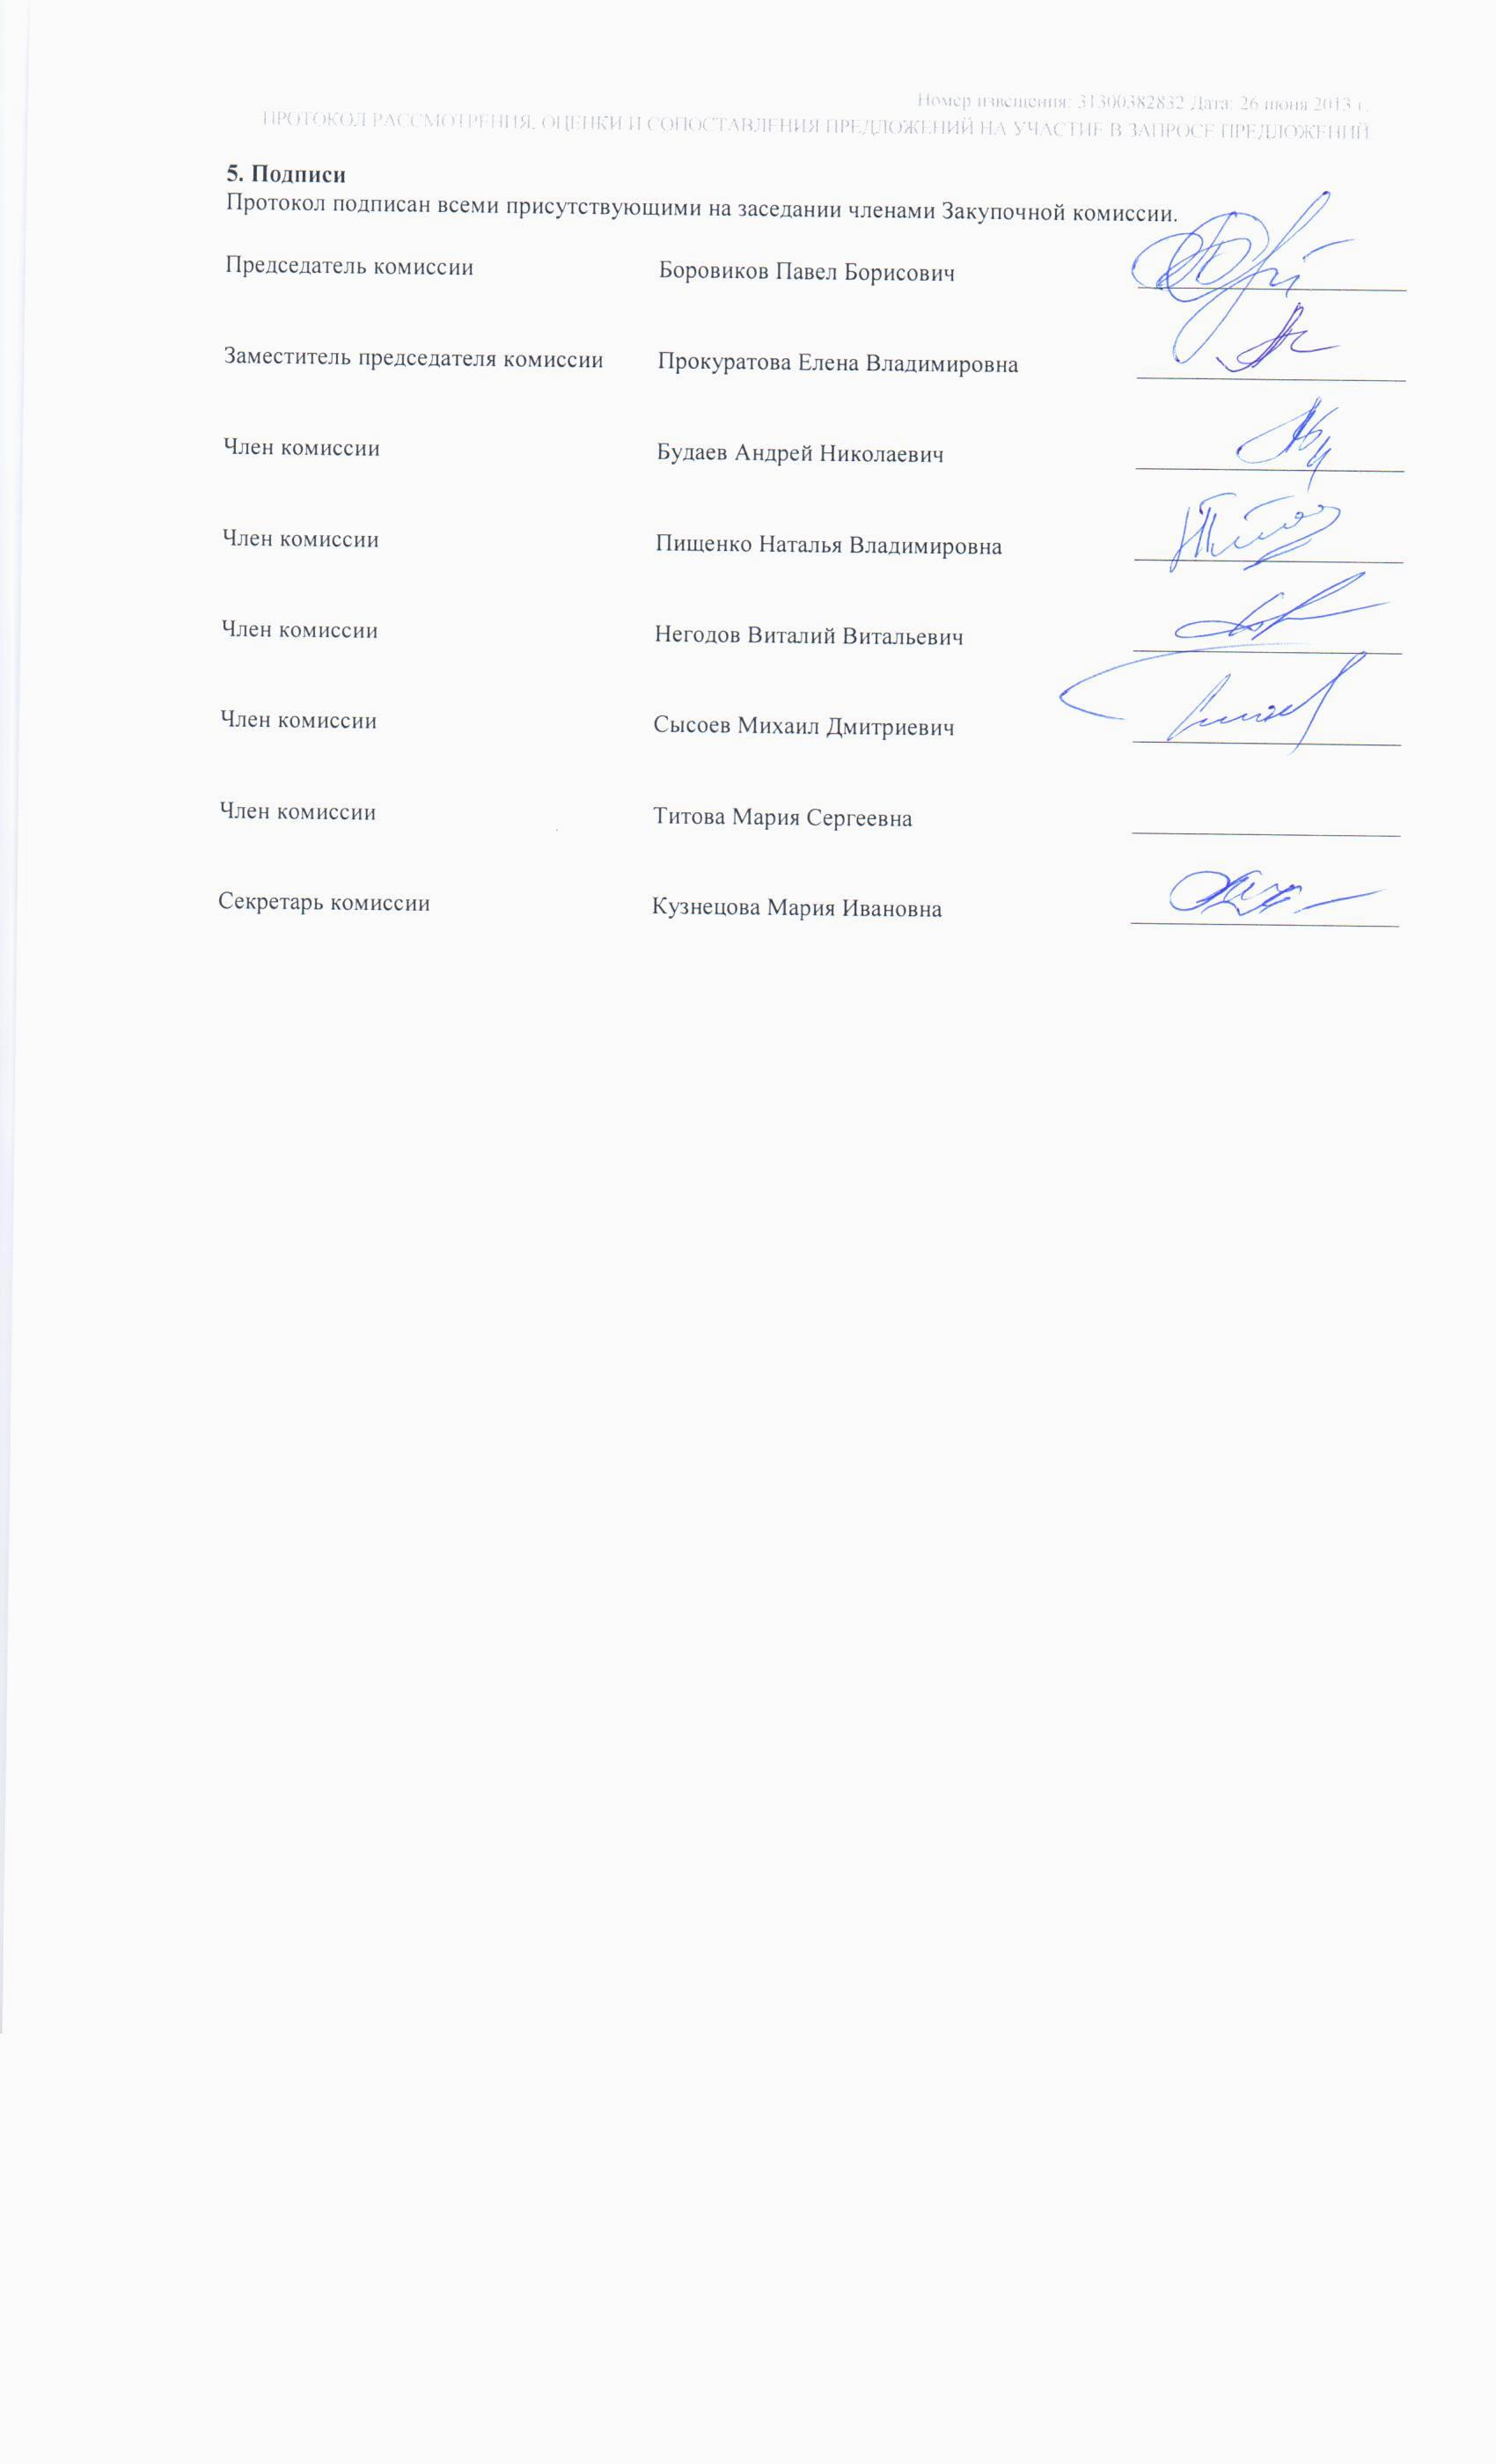 Номер извещения: 31300382832 Дата: 26 июня 2013 г.
ПРОТОКОЛ РАССМОТРЕНИЯ, ОЦЕНКИ И СОПОСТАВЛЕНИЯ ПРЕДЛОЖЕНИЙ НА УЧАСТИЕ В ЗАПРОСЕ ПРЕДЛОЖЕНИЙ
5. Подписи
Протокол подписан всеми присутствующими на заседании членами Закупочной комиссии.
Председатель комиссии Боровиков Павел Борисович
Заместитель председателя комиссии Прокуратова Елена Владимировна
Член комиссии Будаев Андрей Николаевич
Член комиссии Пищенко Наталья Владимировна
Член комиссии Негодов Виталий Витальевич
Член комиссии Сысоев Михаил Дмитриевич
Член комиссии Титова Мария Сергеевна
Секретарь комиссии Кузнецова Мария Ивановна